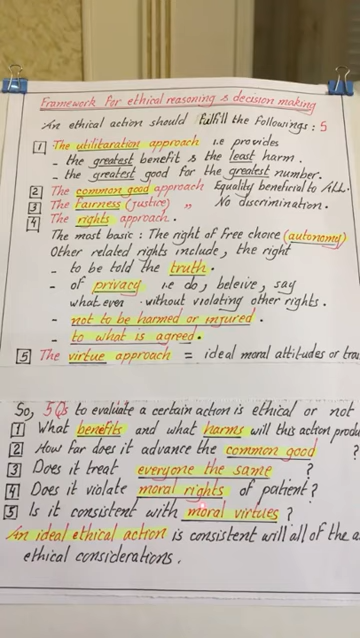 Framework for ethical reasoning & decision making
An ethical action should fulfill the followings : 5
1 The utilitaration approach i.e provides
- the greatest benefit & the least harm.
- the greatest good for the greatest number.
2 The common good approach Equality beneficial to ALL.
3 The Fairness (justice) " No discrimination.
4 The rights approach.
The most basic : The right of free choice (autonomy)
Other related rights include, the right
- to be told the truth.
- of privacy i.e do, beleive, say
what ever without violating other rights.
- not to be harmed or injured.
- to what is agreed.
5 The virtue approach = ideal moral attitudes or
So, 5Qs to evaluate a certain action is ethical or not
1 What benefits and what harms will this action
2 How far does it advance the common good ?
3 Does it treat everyone the same ?
4 Does it violate moral rights of patient?
5 Is it consistent with moral virtues ?
An ideal ethical action is consistent will all of the
ethical considerations.